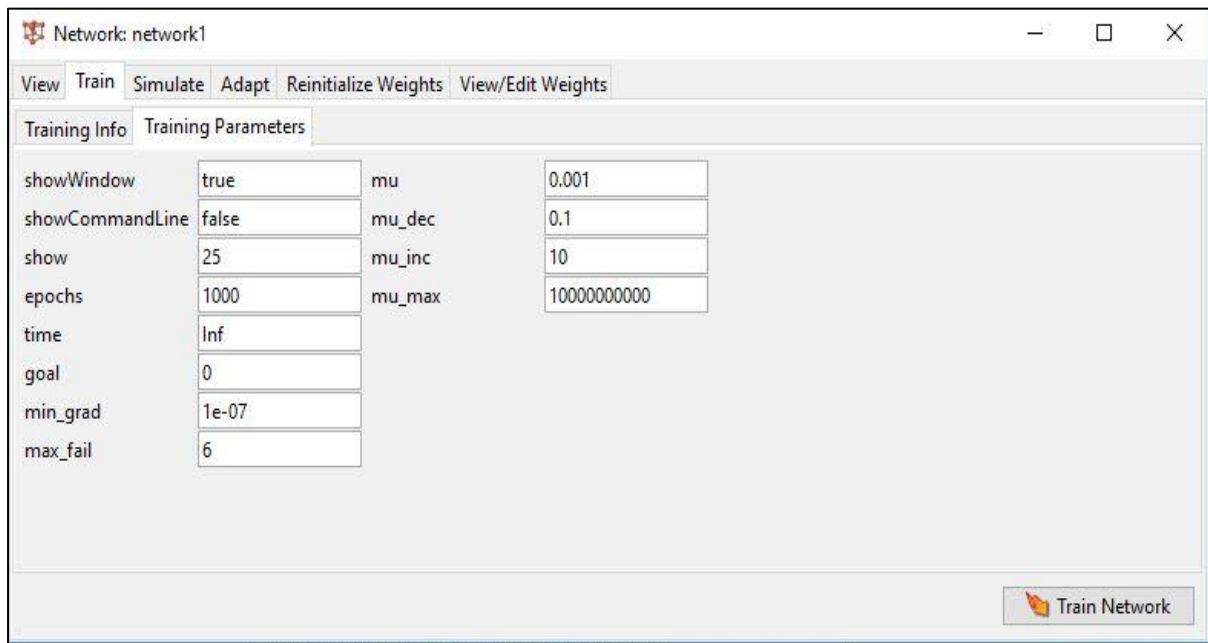 Network: network1
View Train Simulate Adapt Reinitialize Weights View/Edit Weights
Training Info Training Parameters
showWindow true mu 0.001
showCommandLine false mu_dec 0.1
show 25 mu_inc 10
epochs 1000 mu_max 10000000000
time Inf
goal 0
min_grad 1e-07
max_fail 6
Train Network